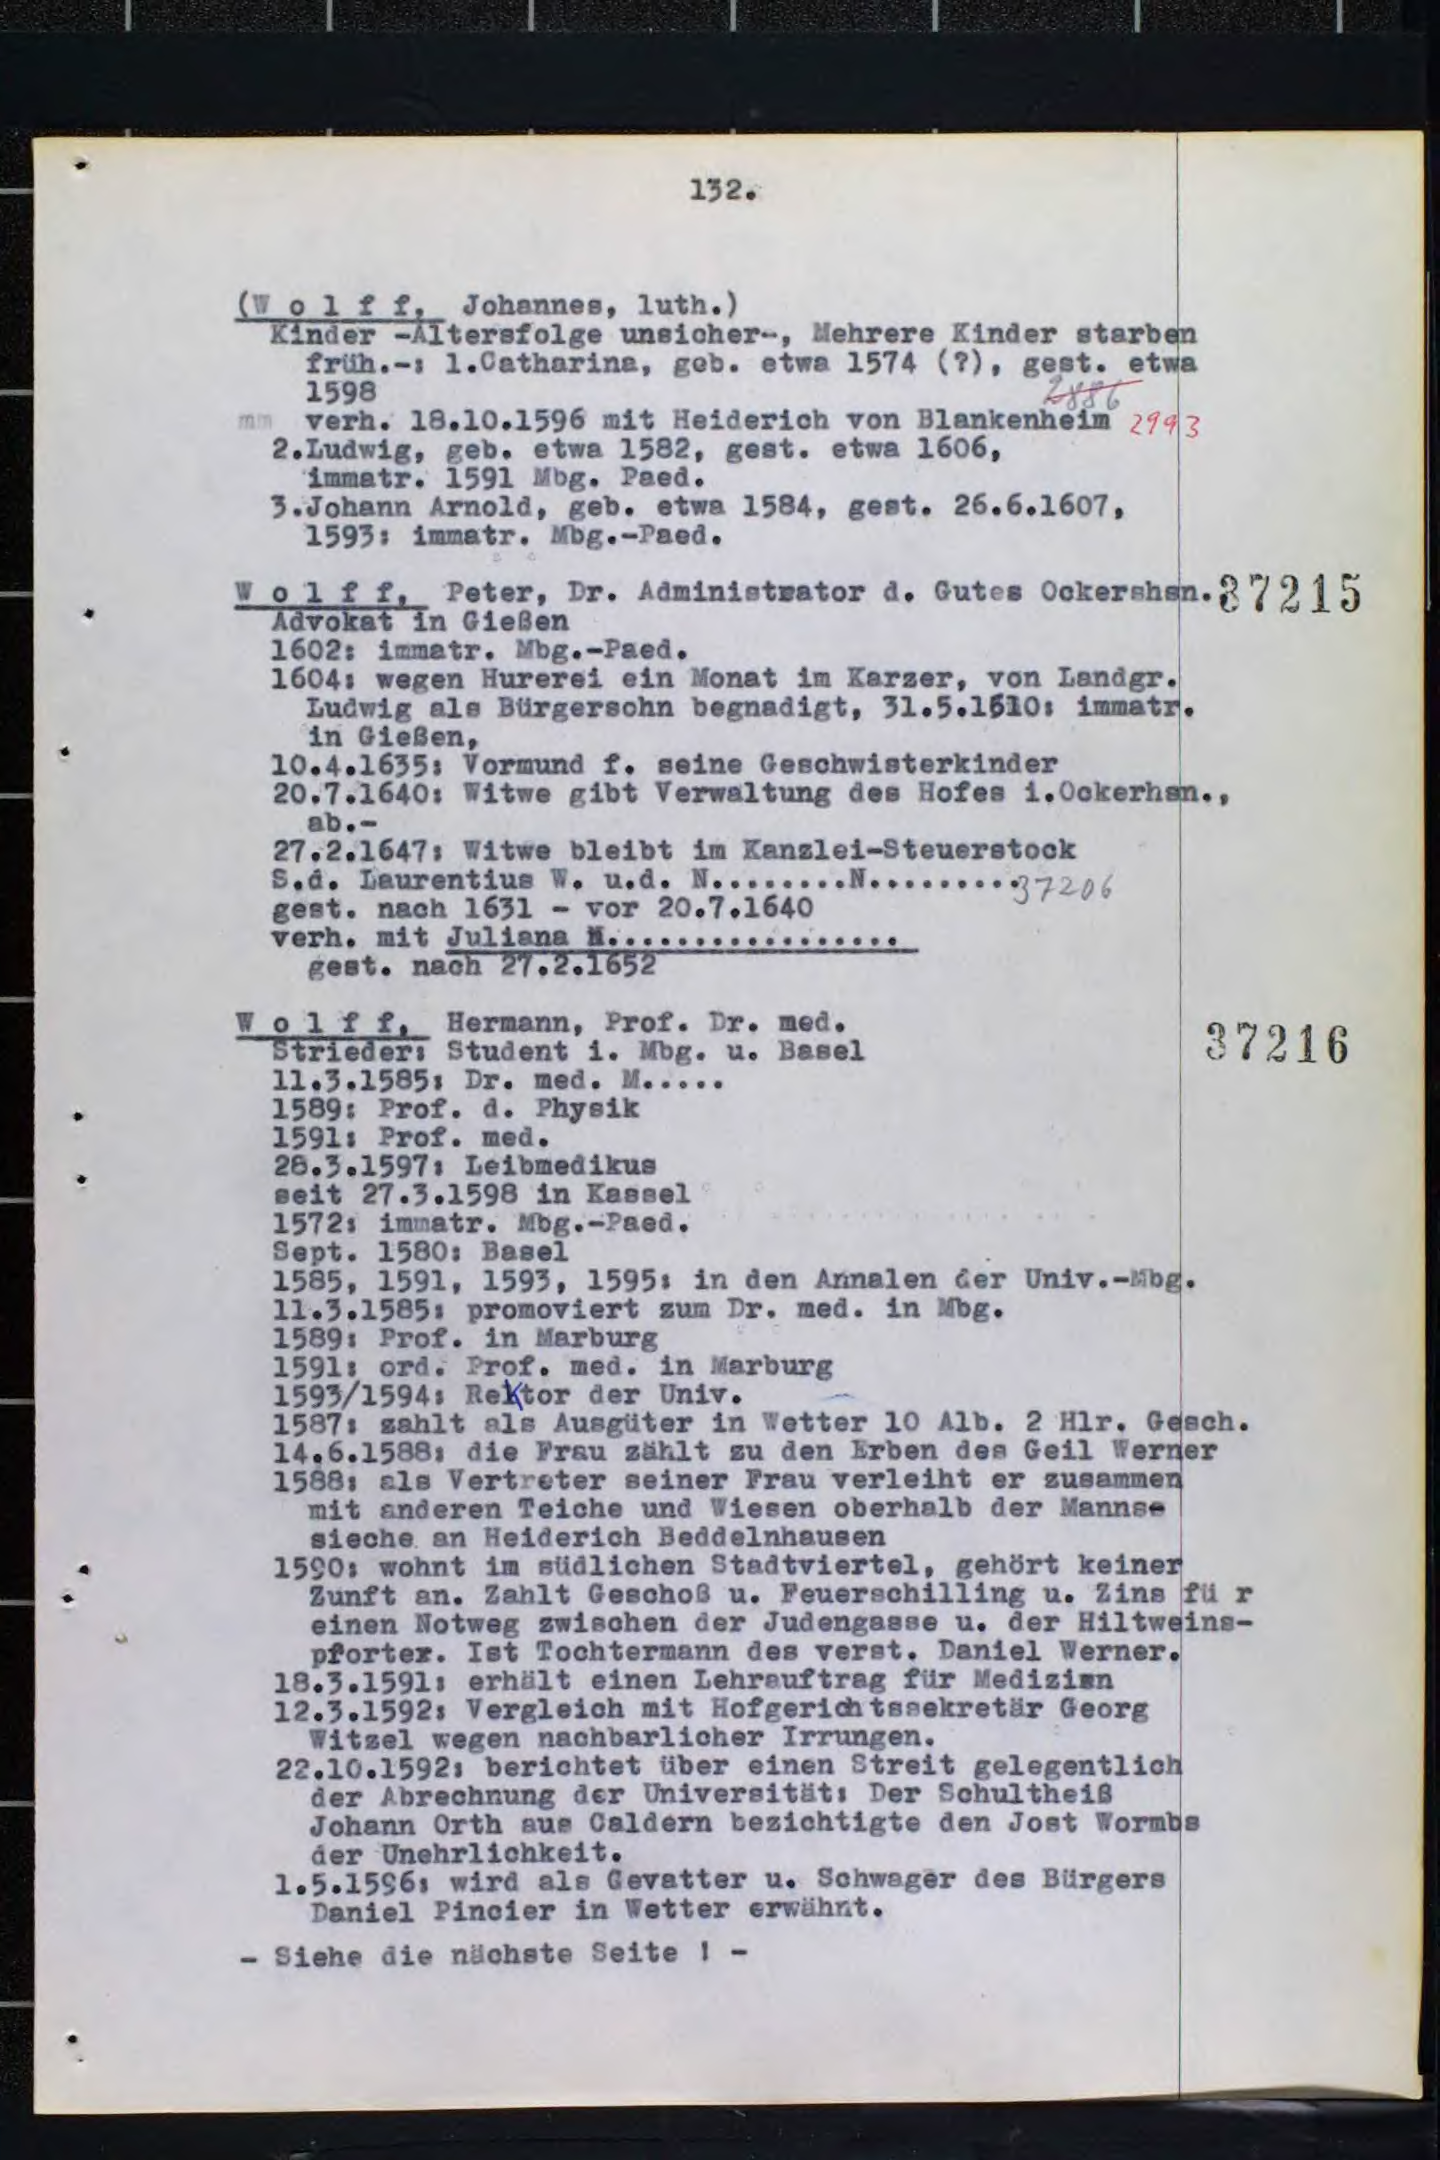 132.
(W o l f f, Johannes, luth.)
Kinder -Altersfolge unsicher-, Mehrere Kinder starben
früh.-: 1.Catharina, geb. etwa 1574 (?), gest. etwa
1598
2886
mm verh. 18.10.1596 mit Heiderich von Blankenheim 2993
2.Ludwig, geb. etwa 1582, gest. etwa 1606,
immatr. 1591 Mbg. Paed.
3.Johann Arnold, geb. etwa 1584, gest. 26.6.1607,
1593: immatr. Mbg.-Paed.
W o l f f, Peter, Dr. Administrator d. Gutes Ockershsn. 37215
Advokat in Gießen
1602: immatr. Mbg.-Paed.
1604: wegen Hurerei ein Monat im Karzer, von Landgr.
Ludwig als Bürgersohn begnadigt, 31.5.1610: immatr.
in Gießen,
10.4.1635: Vormund f. seine Geschwisterkinder
20.7.1640: Witwe gibt Verwaltung des Hofes i.Ockerhsn.,
ab.-
27.2.1647: Witwe bleibt im Kanzlei-Steuerstock
S.d. Laurentius W. u.d. N........N......... 37206
gest. nach 1631 - vor 20.7.1640
verh. mit Juliana N.................
gest. nach 27.2.1652
W o l f f, Hermann, Prof. Dr. med.
37216
Strieder: Student i. Mbg. u. Basel
11.3.1585: Dr. med. M.....
1589: Prof. d. Physik
1591: Prof. med.
28.3.1597: Leibmedikus
seit 27.3.1598 in Kassel
1572: immatr. Mbg.-Paed.
Sept. 1580: Basel
1585, 1591, 1593, 1595: in den Annalen der Univ.-Mbg.
11.3.1585: promoviert zum Dr. med. in Mbg.
1589: Prof. in Marburg
1591: ord. Prof. med. in Marburg
1593/1594: Rektor der Univ.
1587: zahlt als Ausgüter in Wetter 10 Alb. 2 Hlr. Gesch.
14.6.1588: die Frau zählt zu den Erben des Geil Werner
1588: als Vertreter seiner Frau verleiht er zusammen
mit anderen Teiche und Wiesen oberhalb der Manns-
sieche an Heiderich Beddelnhausen
1590: wohnt im südlichen Stadtviertel, gehört keiner
Zunft an. Zahlt Geschoß u. Feuerschilling u. Zins fü r
einen Notweg zwischen der Judengasse u. der Hiltweins-
pforter. Ist Tochtermann des verst. Daniel Werner.
18.3.1591: erhält einen Lehrauftrag für Medizien
12.3.1592: Vergleich mit Hofgerichtssekretär Georg
Witzel wegen nachbarlicher Irrungen.
22.10.1592: berichtet über einen Streit gelegentlich
der Abrechnung der Universität: Der Schultheiß
Johann Orth aus Caldern bezichtigte den Jost Wormbs
der Unehrlichkeit.
1.5.1596: wird als Gevatter u. Schwager des Bürgers
Daniel Pincier in Wetter erwähnt.
- Siehe die nächste Seite ! -